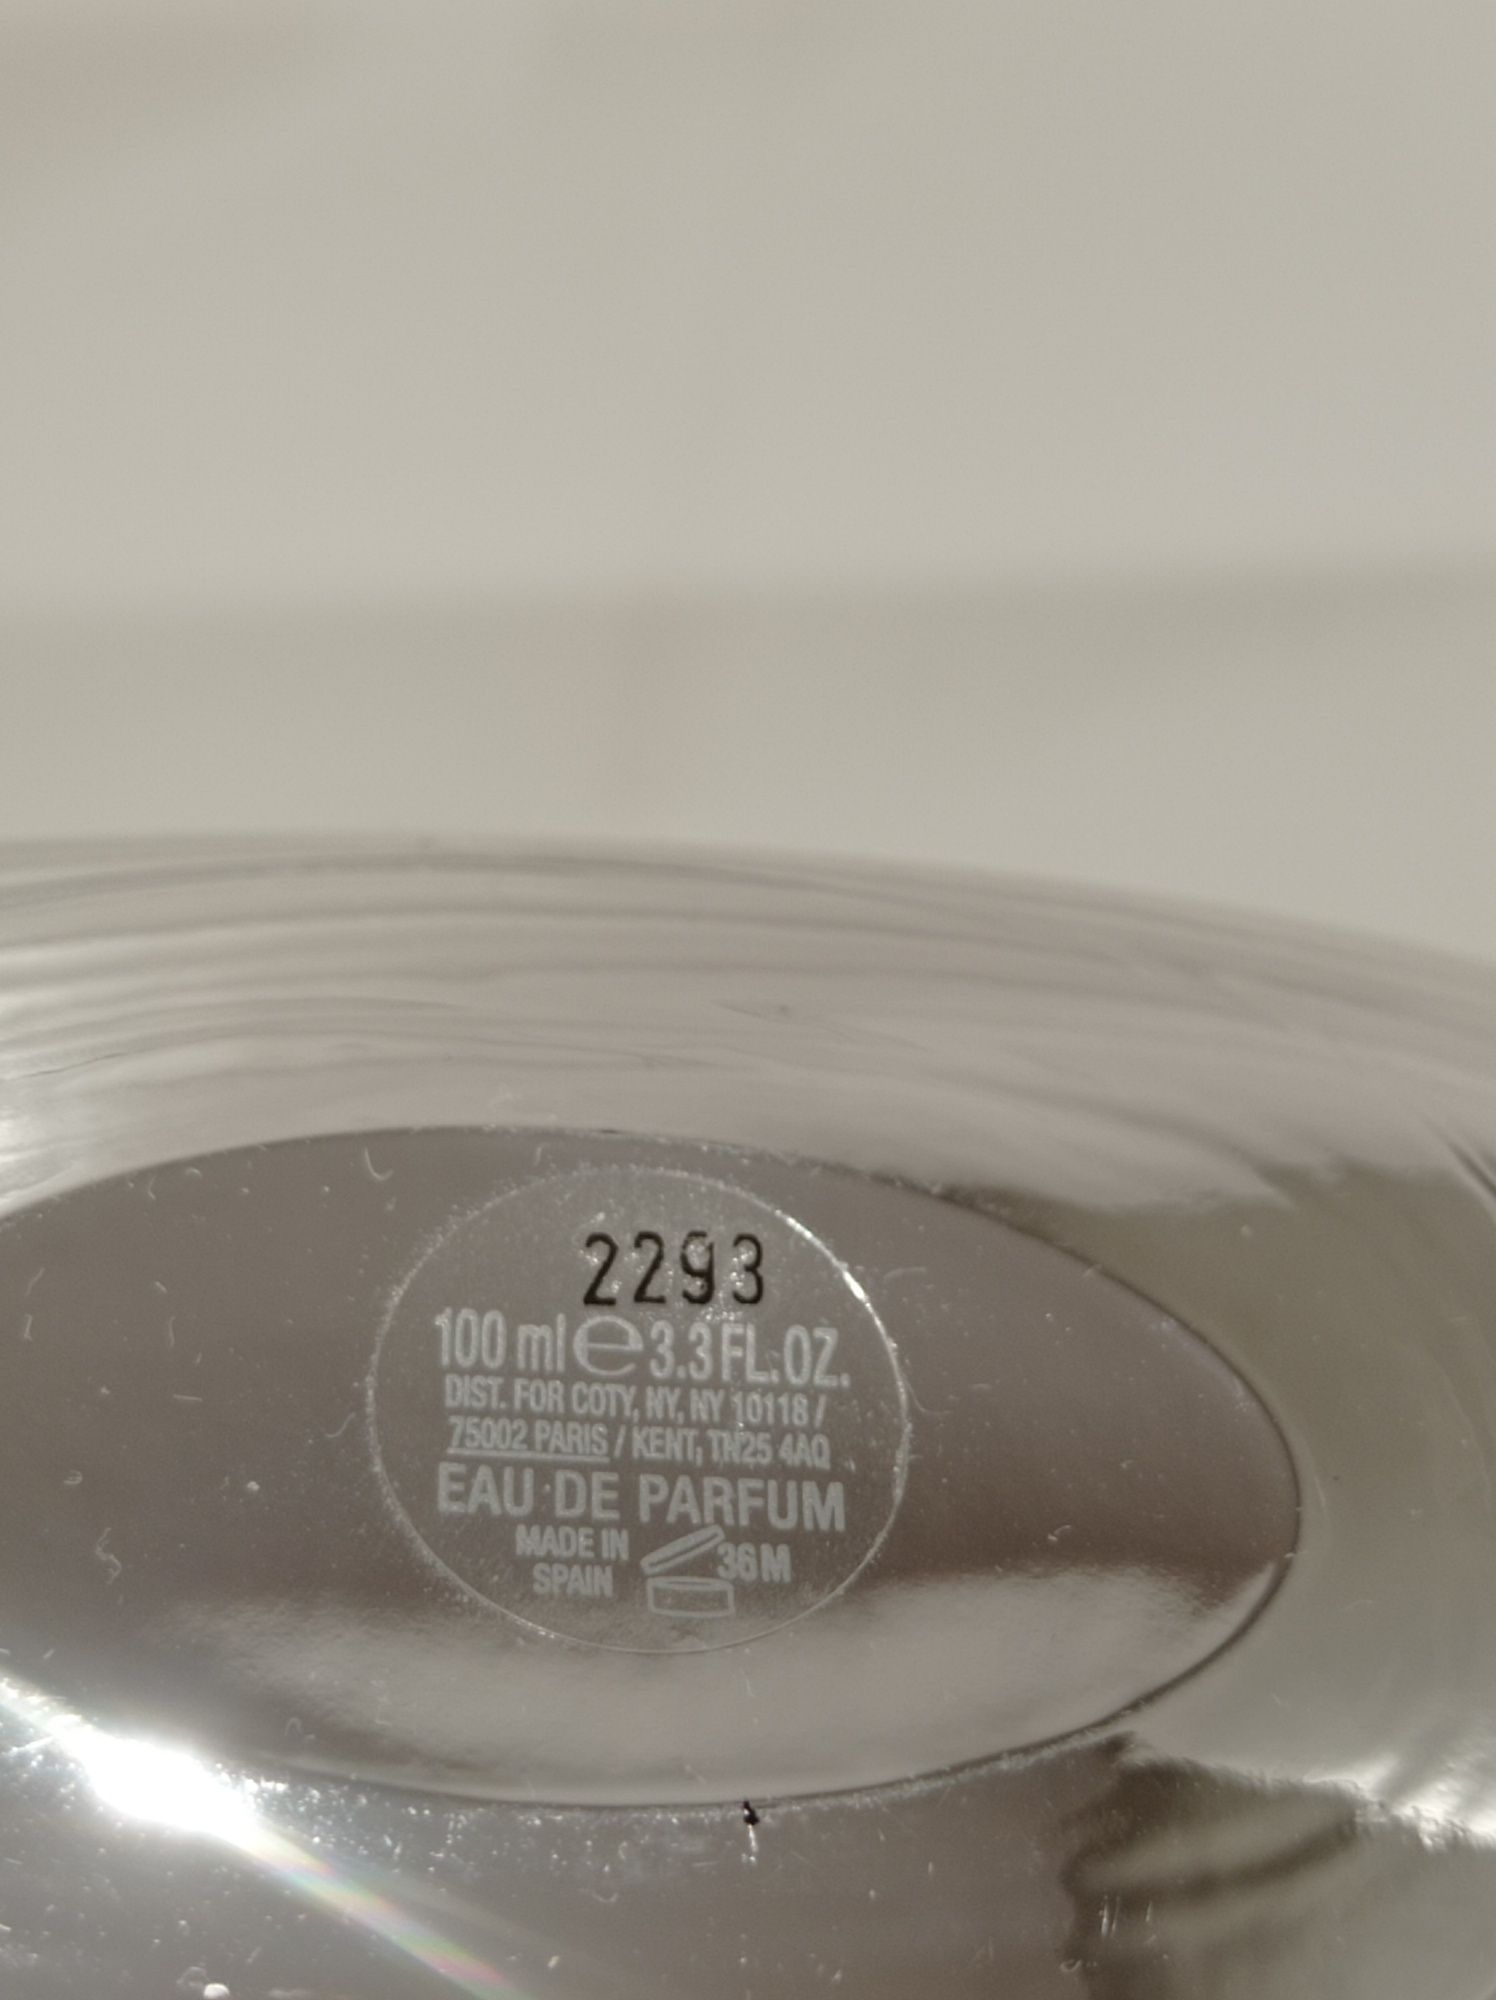 2293
100 ml e 3.3 FL.OZ.
DIST. FOR COTY, NY, NY 10118 /
75002 PARIS / KENT, TN25 4AQ
EAU DE PARFUM
MADE IN
SPAIN
36M